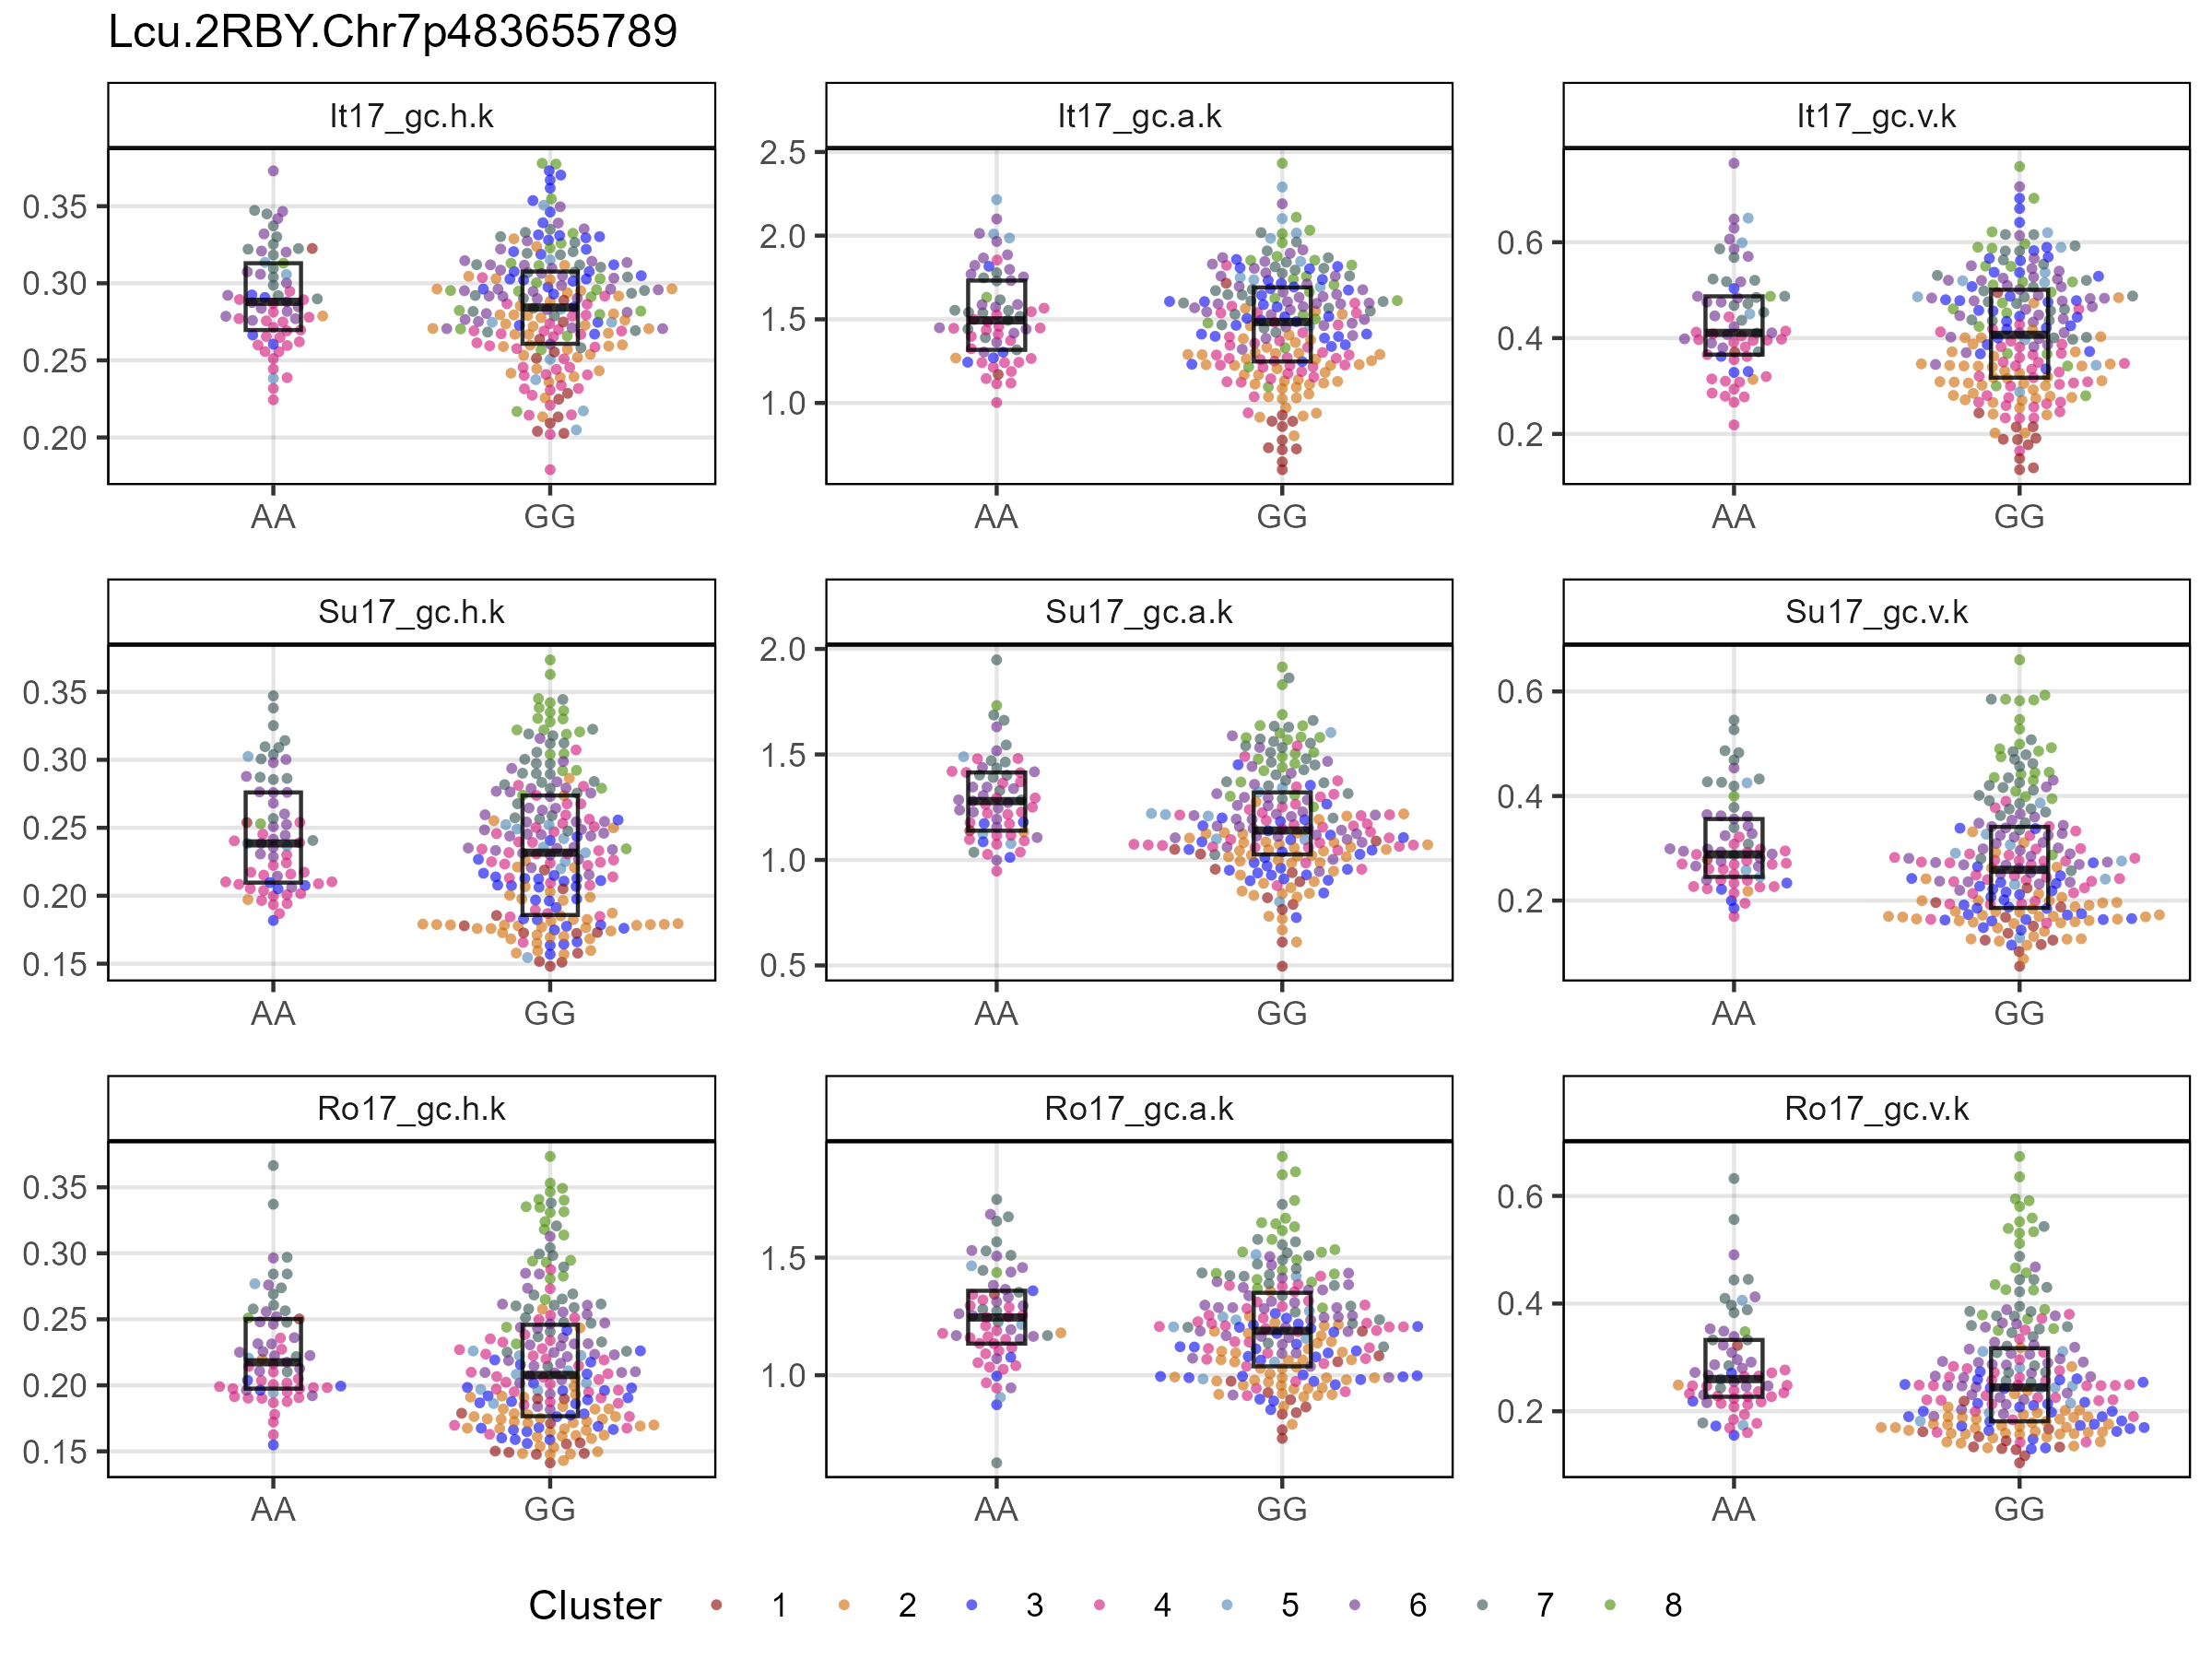 Lcu.2RBY.Chr7p483655789
It17_gc.h.k
It17_gc.a.k
It17_gc.v.k
0.35
0.30
0.25
0.20
2.5
2.0
1.5
1.0
0.6
0.4
0.2
AA GG
AA GG
AA GG
Su17_gc.h.k
Su17_gc.a.k
Su17_gc.v.k
0.35
0.30
0.25
0.20
0.15
2.0
1.5
1.0
0.5
0.6
0.4
0.2
AA GG
AA GG
AA GG
Ro17_gc.h.k
Ro17_gc.a.k
Ro17_gc.v.k
0.35
0.30
0.25
0.20
0.15
1.5
1.0
0.6
0.4
0.2
AA GG
AA GG
AA GG
Cluster 1 2 3 4 5 6 7 8